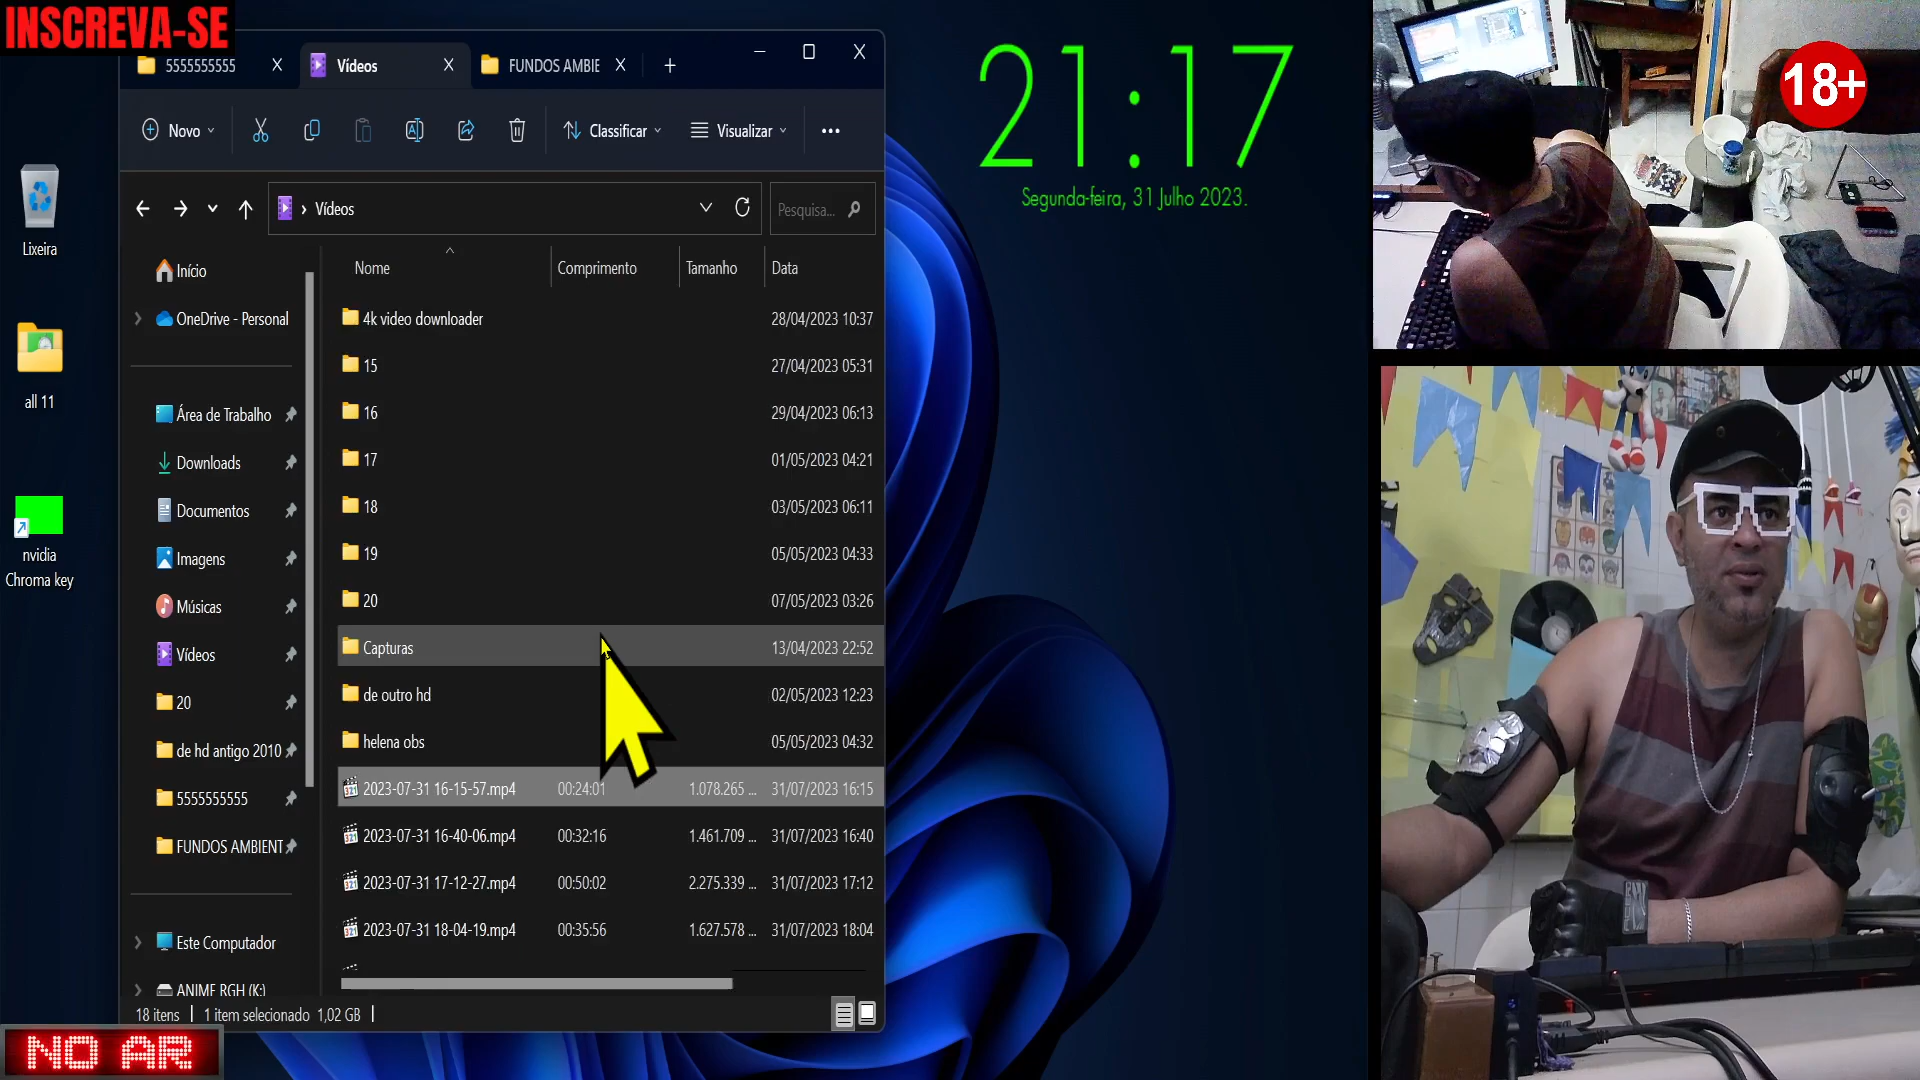 INSCREVA-SE
5555555555
Vídeos
FUNDOS AMBIE
Novo
Classificar
Visualizar
Vídeos
Pesquisa...
Início
OneDrive - Personal
Área de Trabalho
Downloads
Documentos
Imagens
Músicas
Vídeos
20
de hd antigo 2010
5555555555
FUNDOS AMBIENT
Este Computador
ANIME RGH (K:)
Nome Comprimento Tamanho Data
4k video downloader 28/04/2023 10:37
15 27/04/2023 05:31
16 29/04/2023 06:13
17 01/05/2023 04:21
18 03/05/2023 06:11
19 05/05/2023 04:33
20 07/05/2023 03:26
Capturas 13/04/2023 22:52
de outro hd 02/05/2023 12:23
helena obs 05/05/2023 04:32
2023-07-31 16-15-57.mp4 00:24:01 1.078.265 ... 31/07/2023 16:15
2023-07-31 16-40-06.mp4 00:32:16 1.461.709 ... 31/07/2023 16:40
2023-07-31 17-12-27.mp4 00:50:02 2.275.339 ... 31/07/2023 17:12
2023-07-31 18-04-19.mp4 00:35:56 1.627.578 ... 31/07/2023 18:04
18 itens 1 item selecionado 1,02 GB
Lixeira
all 11
nvidia
Chroma key
NO AR
21:17
Segunda-feira, 31 Julho 2023.
18+